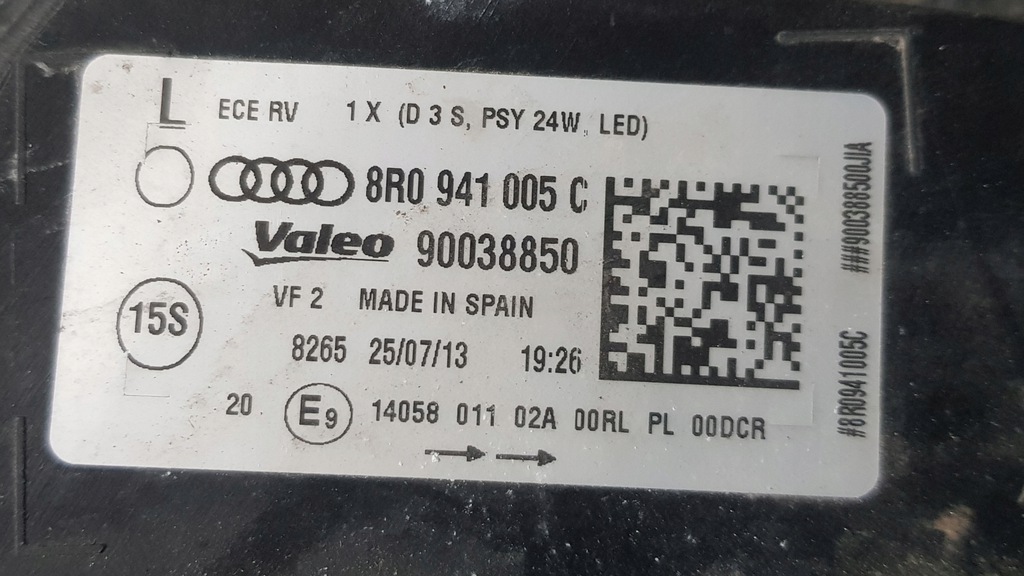 L ECE RV 1 X (D 3 S, PSY 24W, LED)
8R0 941 005 C
Valeo 90038850
VF 2 MADE IN SPAIN
15S
8265 25/07/13 19:26
20 E9 14058 011 02A 00RL PL 00DCR
#8R0941005C ###90038850OJIA